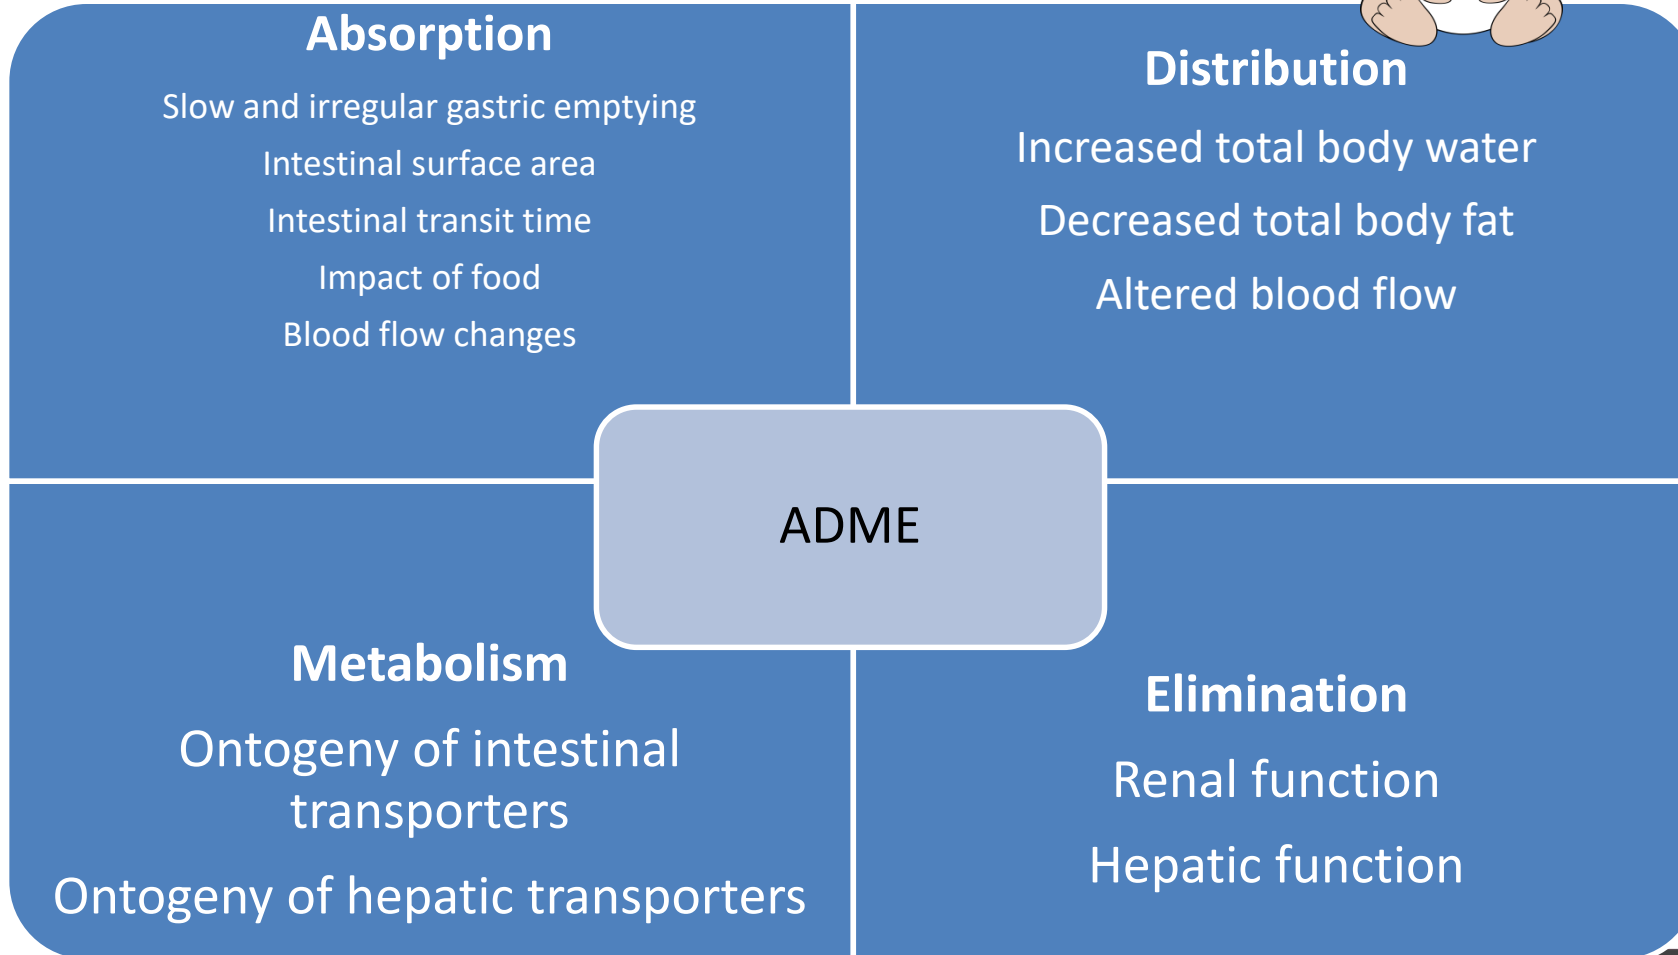 Absorption
Slow and irregular gastric emptying
Intestinal surface area
Intestinal transit time
Impact of food
Blood flow changes
Distribution
Increased total body water
Decreased total body fat
Altered blood flow
ADME
Metabolism
Ontogeny of intestinal
transporters
Ontogeny of hepatic transporters
Elimination
Renal function
Hepatic function